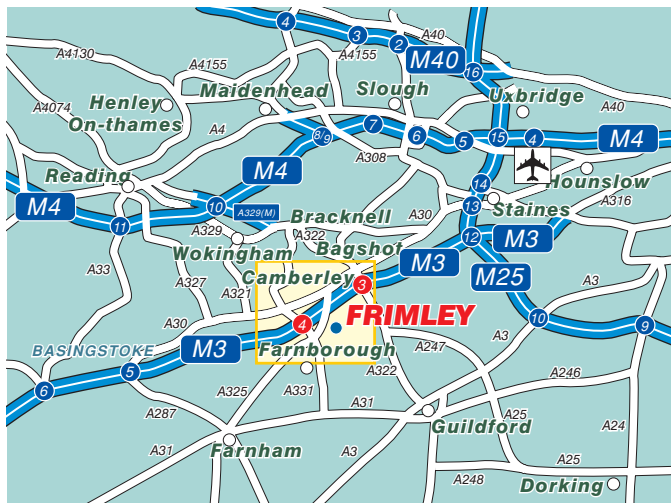 4
3
2
A40
A4130
A4155
A4155
M40
16
A4074
Henley
On-thames
Maidenhead
Slough
Uxbridge
A40
A4
8/9
7
6
5
15
4
M4
A308
M4
Reading
14
Hounslow
M4
10
A329(M)
13
Staines
A316
11
A329
Bracknell
A30
A322
Wokingham
Bagshot
12
M3
A33
Camberley
M3
M25
A327
A321
3
A3
A30
4
FRIMLEY
10
9
A3
BASINGSTOKE
M3
Farnborough
A247
5
A322
A246
6
A325
A331
A31
A287
Guildford
A25
A24
A31
Farnham
A3
A25
A248
Dorking